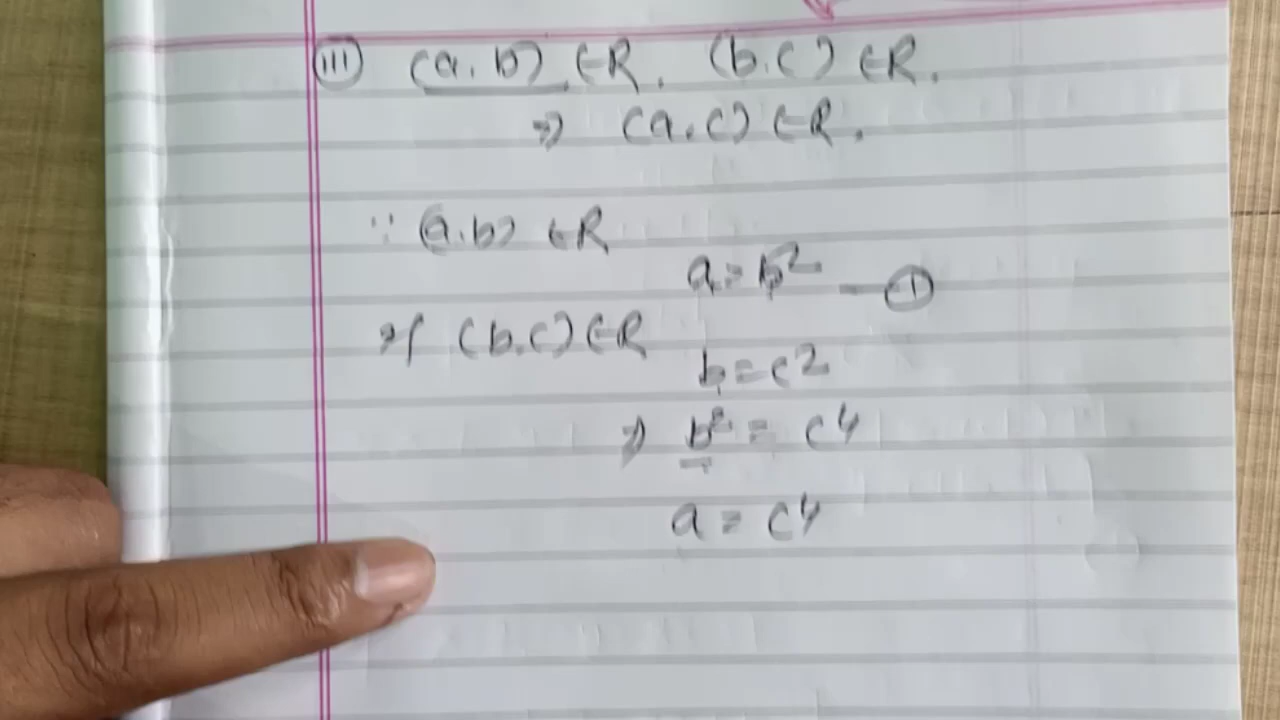 (iii) (a.b) ∈R. (b.c) ∈R.
⇒ (a.c) ∈R.
∵ (a.b) ∈R
a = b² - ①
(b.c) ∈R
b = c²
⇒ b² = c⁴
a = c⁴